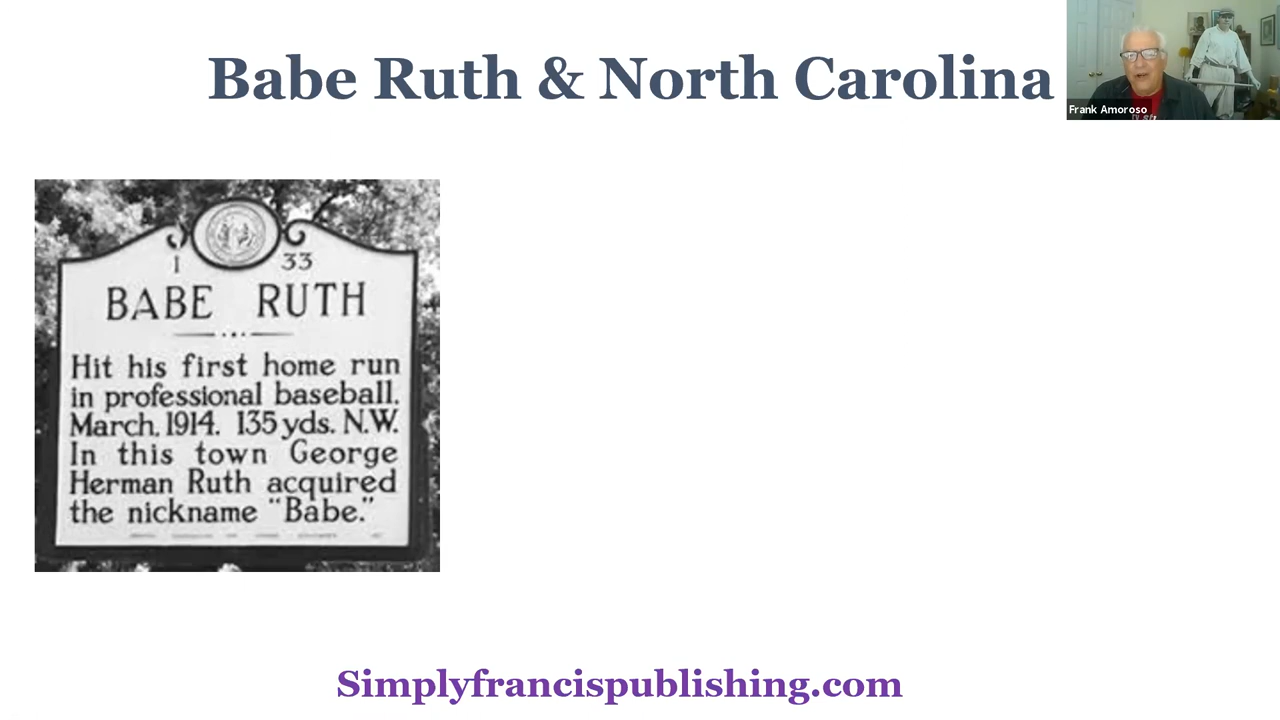 Babe Ruth & North Carolina
Frank Amoroso
I 33
BABE RUTH
Hit his first home run
in professional baseball,
March, 1914. 135 yds. N.W.
In this town George
Herman Ruth acquired
the nickname "Babe."
Simplyfrancispublishing.com